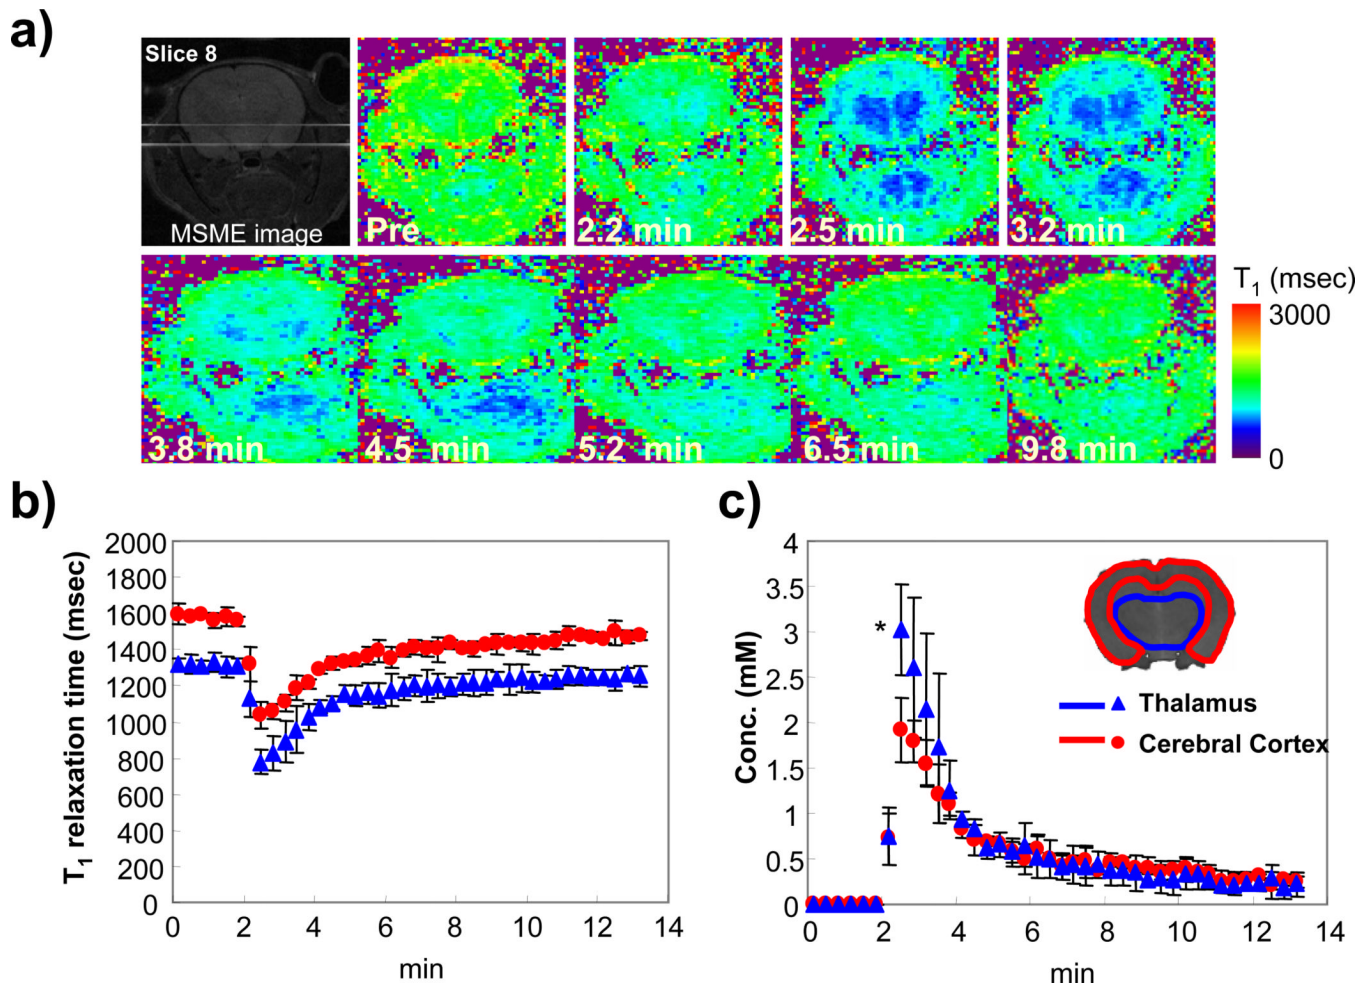 a)
Slice 8
MSME image
Pre
2.2 min
2.5 min
3.2 min
3.8 min
4.5 min
5.2 min
6.5 min
9.8 min
T1 (msec)
3000
0
b)
T1 relaxation time (msec)
2000
1800
1600
1400
1200
1000
800
600
400
200
0
0 2 4 6 8 10 12 14
min
c)
Conc. (mM)
4
3.5
3
2.5
2
1.5
1
0.5
0
*
Thalamus
Cerebral Cortex
0 2 4 6 8 10 12 14
min